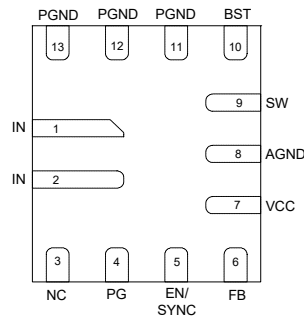 PGND PGND PGND BST
13 12 11 10
9 SW
IN 1
8 AGND
IN 2
7 VCC
3 4 5 6
NC PG EN/ FB
SYNC